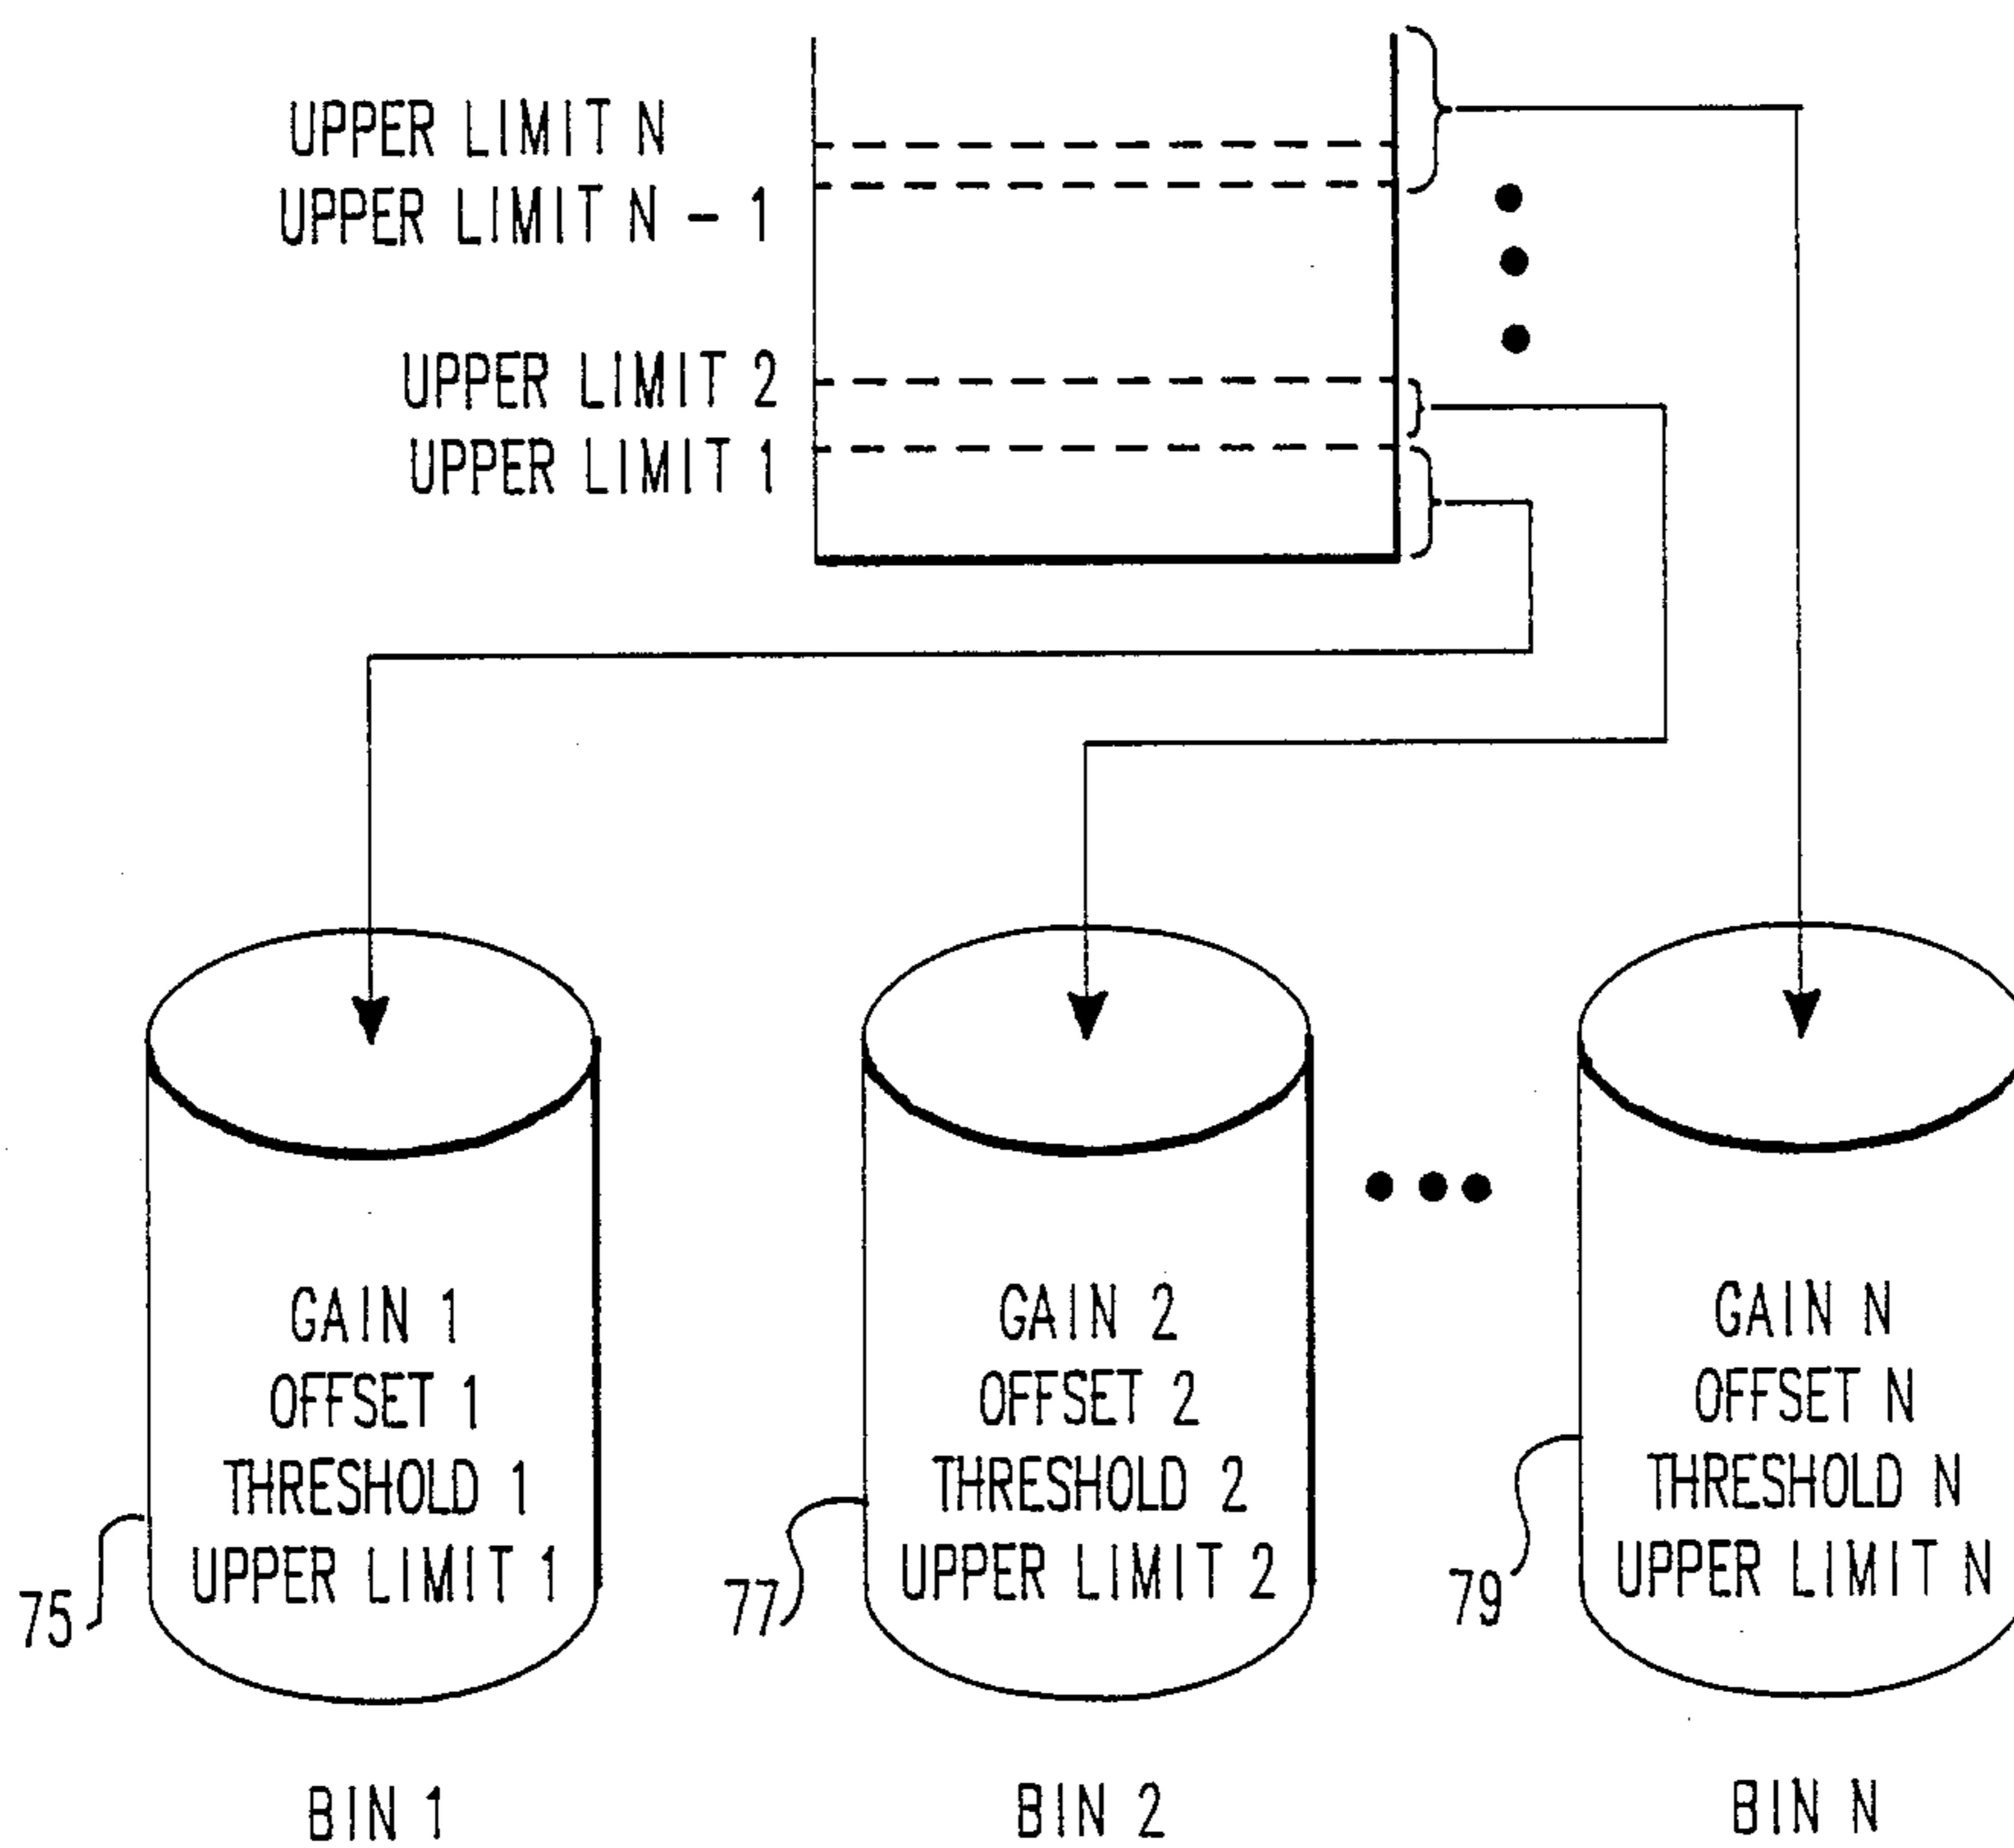 UPPER LIMIT N
UPPER LIMIT N - 1
UPPER LIMIT 2
UPPER LIMIT 1
GAIN 1
OFFSET 1
THRESHOLD 1
UPPER LIMIT 1
75
GAIN 2
OFFSET 2
THRESHOLD 2
UPPER LIMIT 2
77
GAIN N
OFFSET N
THRESHOLD N
UPPER LIMIT N
79
BIN 1
BIN 2
BIN N